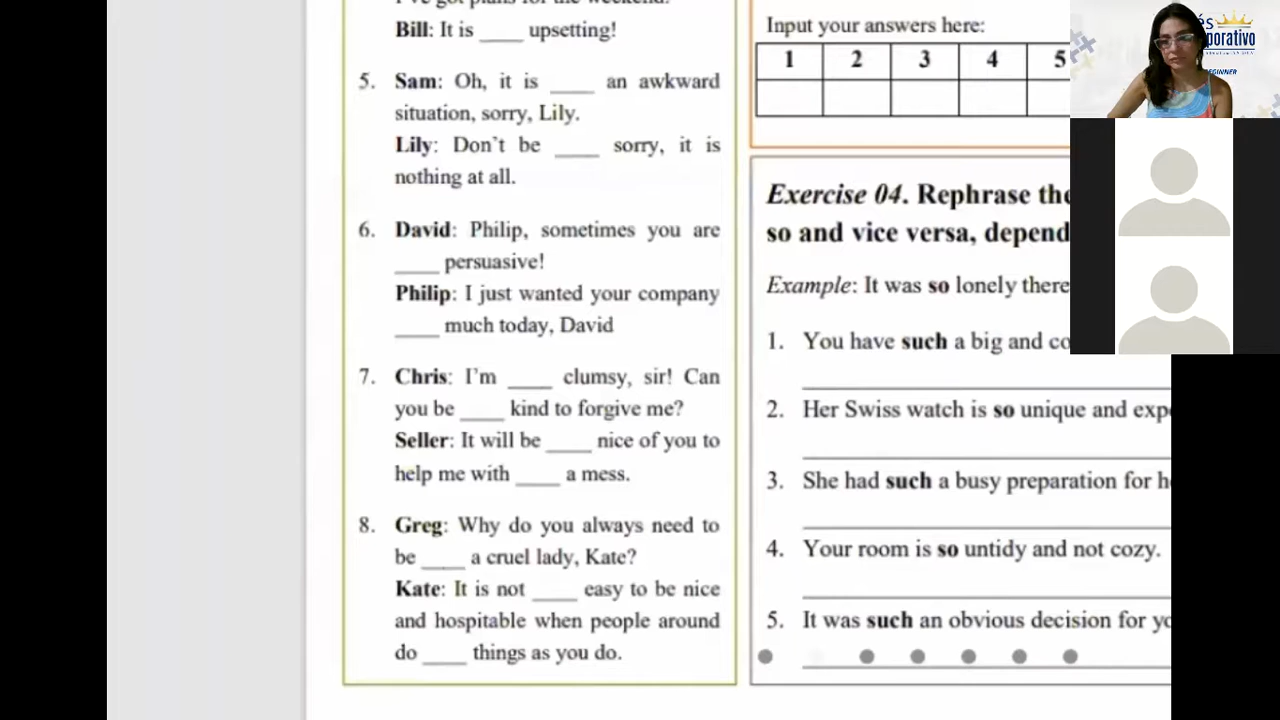 Bill: It is ____ upsetting!
5. Sam: Oh, it is ____ an awkward
situation, sorry, Lily.
Lily: Don't be ____ sorry, it is
nothing at all.
6. David: Philip, sometimes you are
____ persuasive!
Philip: I just wanted your company
____ much today, David
7. Chris: I'm ____ clumsy, sir! Can
you be ____ kind to forgive me?
Seller: It will be ____ nice of you to
help me with ____ a mess.
8. Greg: Why do you always need to
be ____ a cruel lady, Kate?
Kate: It is not ____ easy to be nice
and hospitable when people around
do ____ things as you do.
Input your answers here:
1 2 3 4 5
Exercise 04. Rephrase the
so and vice versa, depend
Example: It was so lonely there
1. You have such a big and co
2. Her Swiss watch is so unique and exp
3. She had such a busy preparation for h
4. Your room is so untidy and not cozy.
5. It was such an obvious decision for yo